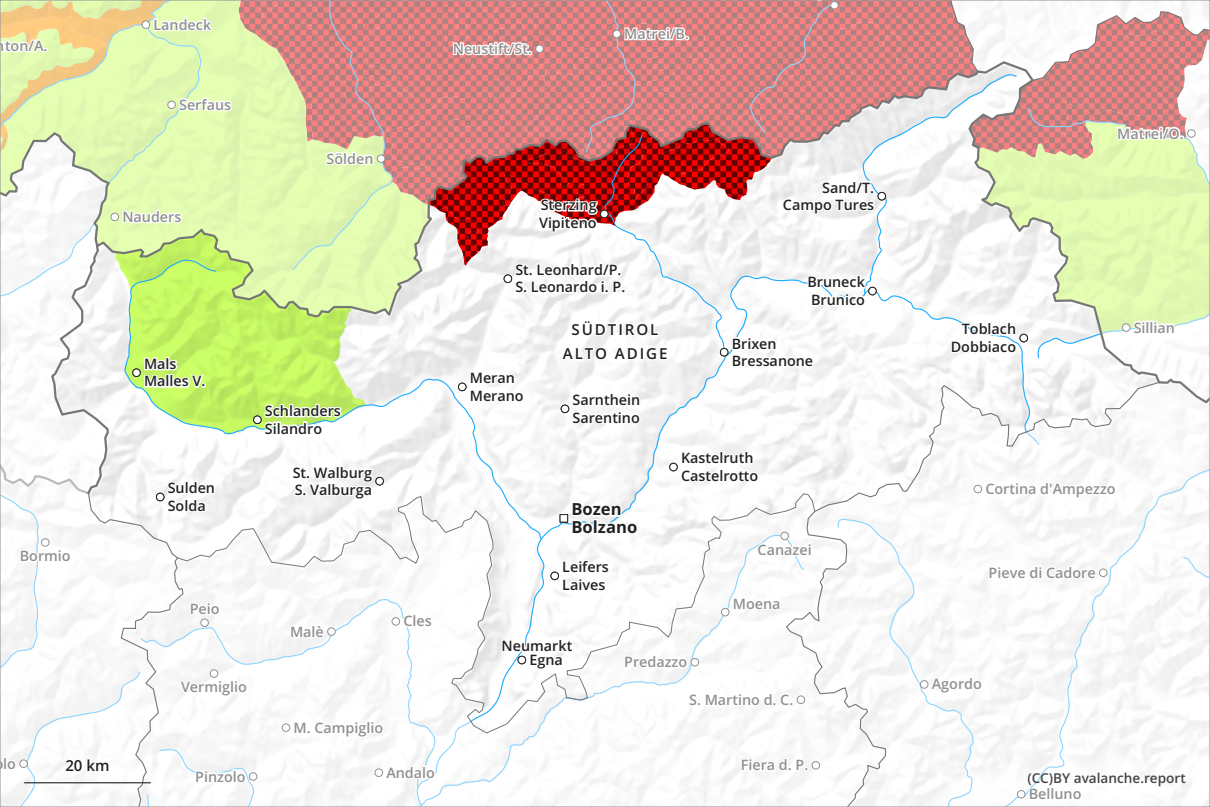 Landeck
nton/A.
Matrei/B.
Neustift/St.
Serfaus
Matrei/O.
Sölden
Sand/T.
Campo Tures
Nauders
Sterzing
Vipiteno
St. Leonhard/P.
S. Leonardo i. P.
Bruneck
Brunico
SÜDTIROL
ALTO ADIGE
Toblach
Dobbiaco
Sillian
Brixen
Bressanone
Mals
Malles V.
Meran
Merano
Sarnthein
Sarentino
Schlanders
Silandro
Kastelruth
Castelrotto
St. Walburg
S. Valburga
Sulden
Solda
Cortina d'Ampezzo
Bozen
Bolzano
Bormio
Canazei
Leifers
Laives
Pieve di Cadore
Peio
Moena
Malè
Cles
Neumarkt
Egna
Predazzo
Vermiglio
Agordo
S. Martino d. C.
M. Campiglio
20 km
olo
Pinzolo
Andalo
Fiera d. P.
(CC)BY avalanche.report
Belluno